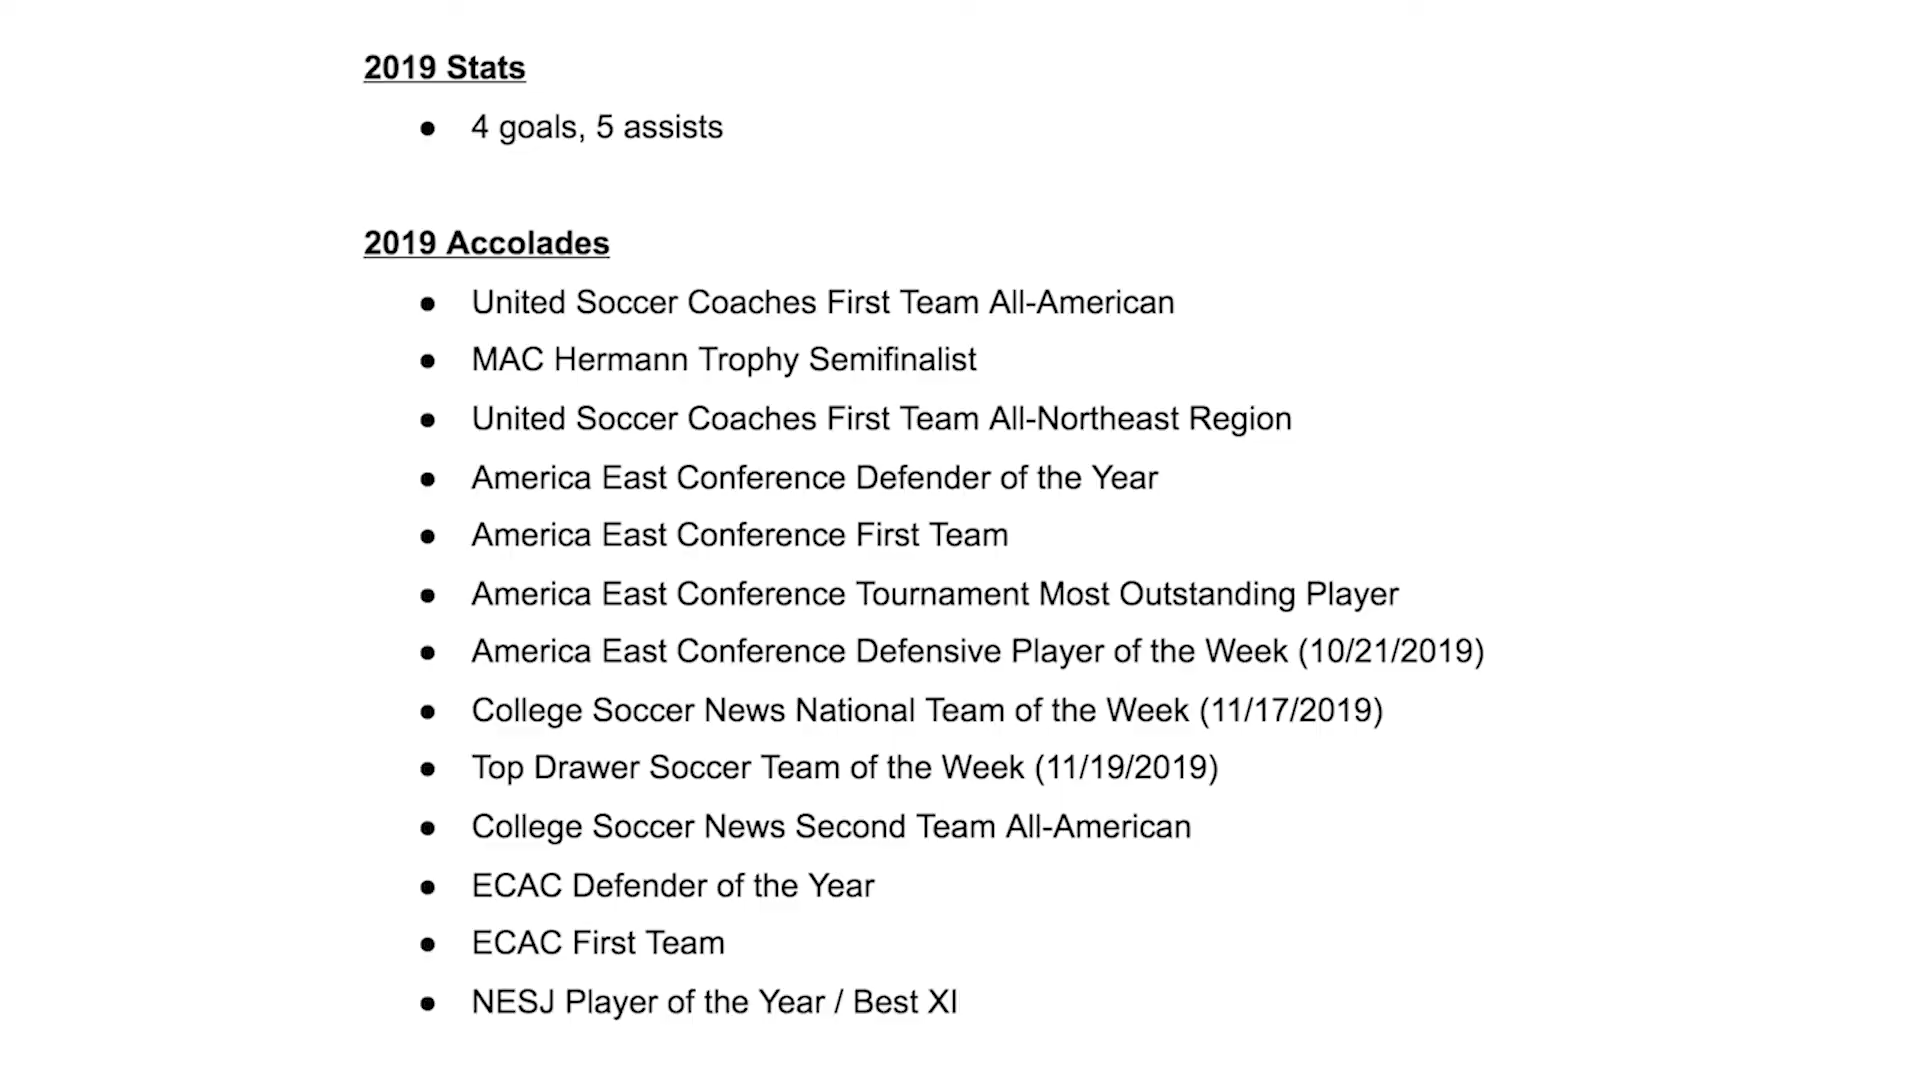 2019 Stats
● 4 goals, 5 assists
2019 Accolades
● United Soccer Coaches First Team All-American
● MAC Hermann Trophy Semifinalist
● United Soccer Coaches First Team All-Northeast Region
● America East Conference Defender of the Year
● America East Conference First Team
● America East Conference Tournament Most Outstanding Player
● America East Conference Defensive Player of the Week (10/21/2019)
● College Soccer News National Team of the Week (11/17/2019)
● Top Drawer Soccer Team of the Week (11/19/2019)
● College Soccer News Second Team All-American
● ECAC Defender of the Year
● ECAC First Team
● NESJ Player of the Year / Best XI